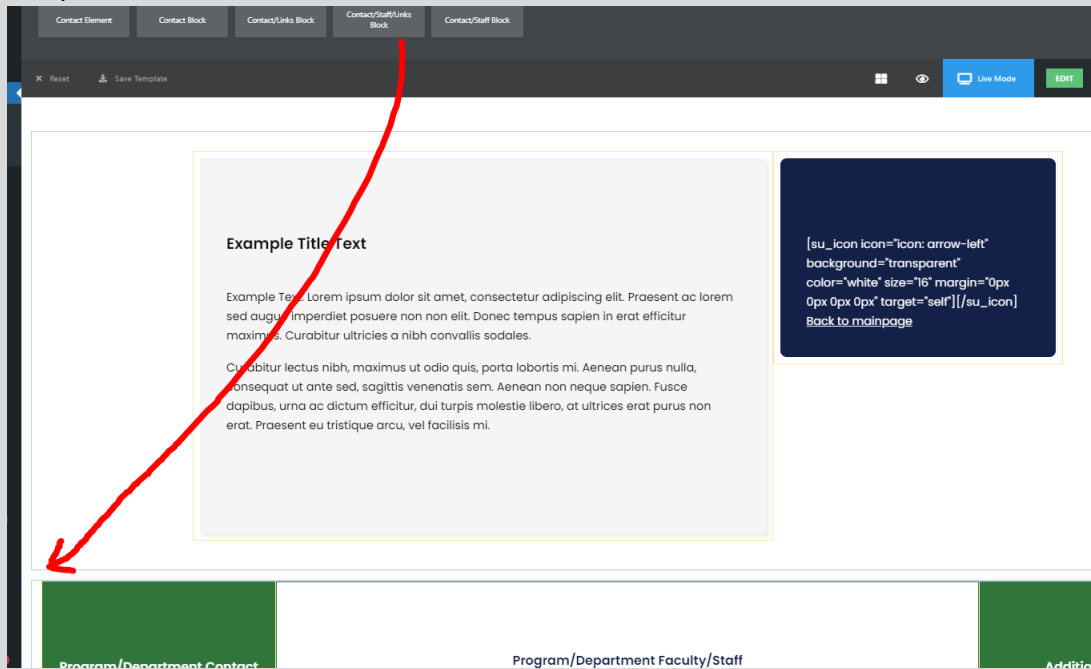 Contact Element
Contact Block
Contact/Links Block
Contact/Staff/Links
Block
Contact/Staff Block
Reset
Save Template
Live Mode
EDIT
Example Title Text
Example Text. Lorem ipsum dolor sit amet, consectetur adipiscing elit. Praesent ac lorem
sed augue imperdiet posuere non non elit. Donec tempus sapien in erat efficitur
maximus. Curabitur ultricies a nibh convallis sodales.
Curabitur lectus nibh, maximus ut odio quis, porta lobortis mi. Aenean purus nulla,
consequat ut ante sed, sagittis venenatis sem. Aenean non neque sapien. Fusce
dapibus, urna ac dictum efficitur, dui turpis molestie libero, at ultrices erat purus non
erat. Praesent eu tristique arcu, vel facilisis mi.
[su_icon icon="icon: arrow-left"
background="transparent"
color="white" size="16" margin="0px
0px 0px 0px" target="self"][/su_icon]
Back to mainpage
Program/Department Contact
Program/Department Faculty/Staff